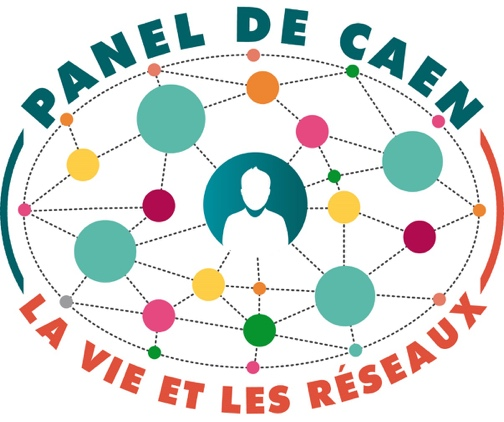 PANEL DE CAEN
LA VIE ET LES RÉSEAUX